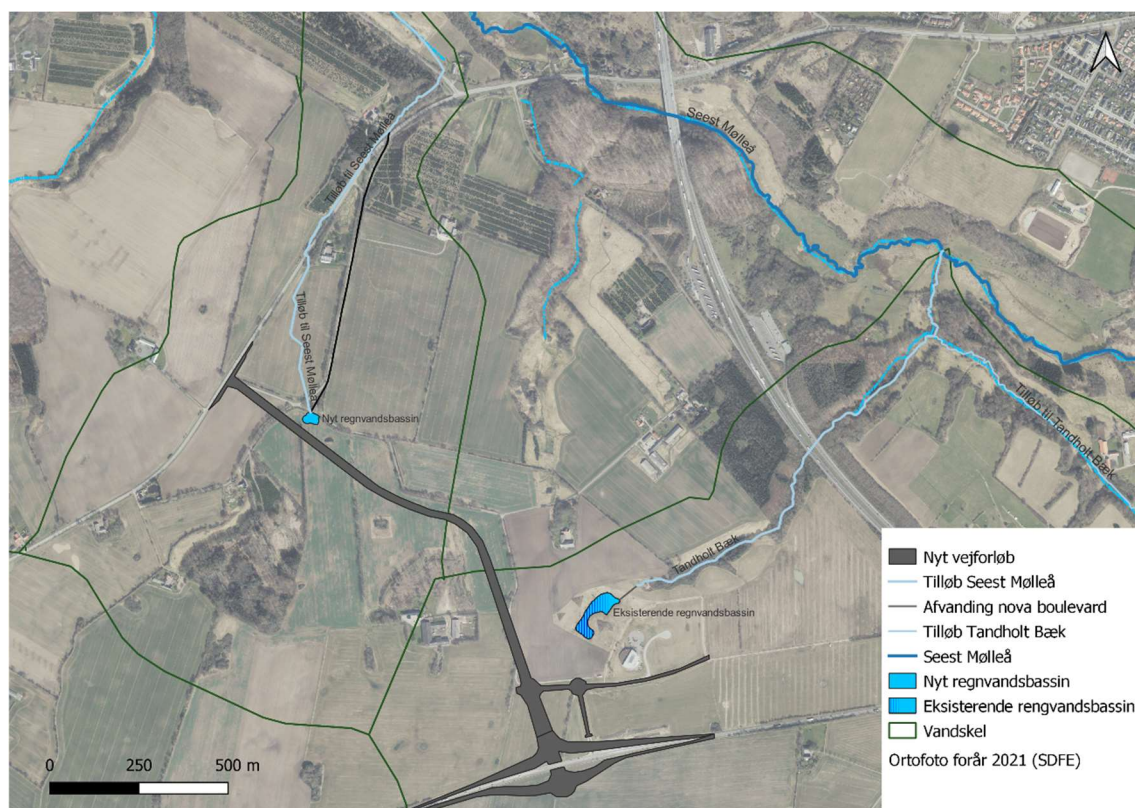 Seest Mølleå
Tilløb til Seest Mølleå
Tilløb til Seest Mølleå
Nyt regnvandsbassin
Tilløb til Tandholt Bæk
Tandholt Bæk
Eksisterende regnvandsbassin
Nyt vejforløb
Tilløb Seest Mølleå
Afvanding nova boulevard
Tilløb Tandholt Bæk
Seest Mølleå
Nyt regnvandsbassin
Eksisterende rengvandsbassin
Vandskel
Ortofoto forår 2021 (SDFE)
0 250 500 m